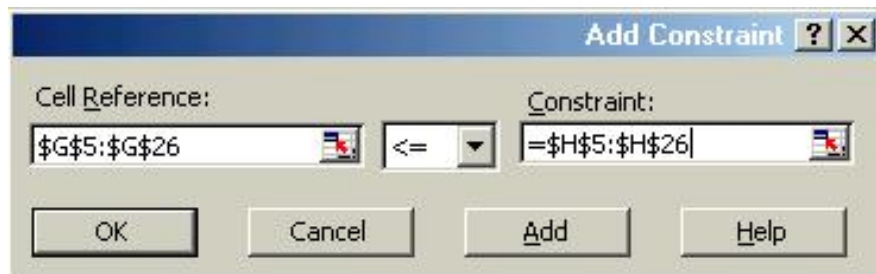 Add Constraint ? X
Cell Reference: Constraint:
$G$5:$G$26 <= =$H$5:$H$26
OK Cancel Add Help